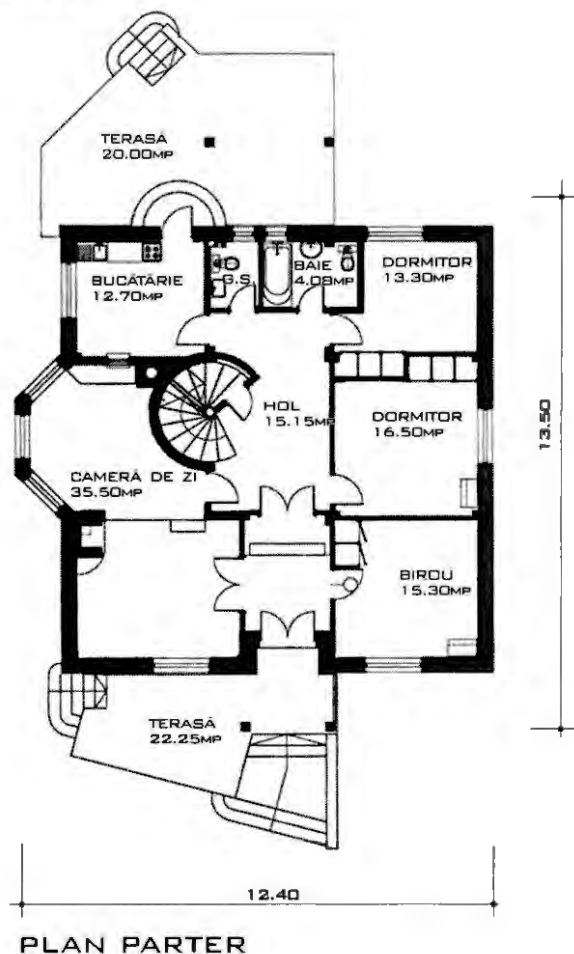 TERASĂ
20.00MP
BUCĂTĂRIE
12.70MP
G.S
BAIE
4.08MP
DORMITOR
13.30MP
HOL
15.15MP
DORMITOR
16.50MP
13.50
CAMERĂ DE ZI
35.50MP
BIROU
15.30MP
TERASĂ
22.25MP
12.40
PLAN PARTER